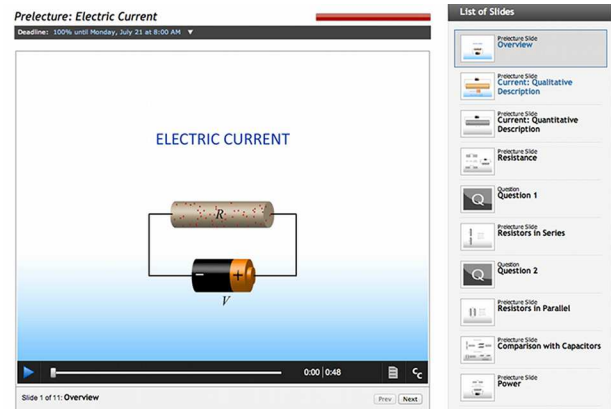 Prelecture: Electric Current
Deadline: 100% until Monday, July 21 at 8:00 AM ▼
ELECTRIC CURRENT
R
− +
V
0:00 | 0:48
CC
Slide 1 of 11: Overview
Prev Next
List of Slides
Prelecture Slide
Overview
Prelecture Slide
Current: Qualitative
Description
Prelecture Slide
Current: Quantitative
Description
Prelecture Slide
Resistance
Q
Question
Question 1
Prelecture Slide
Resistors in Series
Q
Question
Question 2
Prelecture Slide
Resistors in Parallel
Prelecture Slide
Comparison with Capacitors
Prelecture Slide
Power